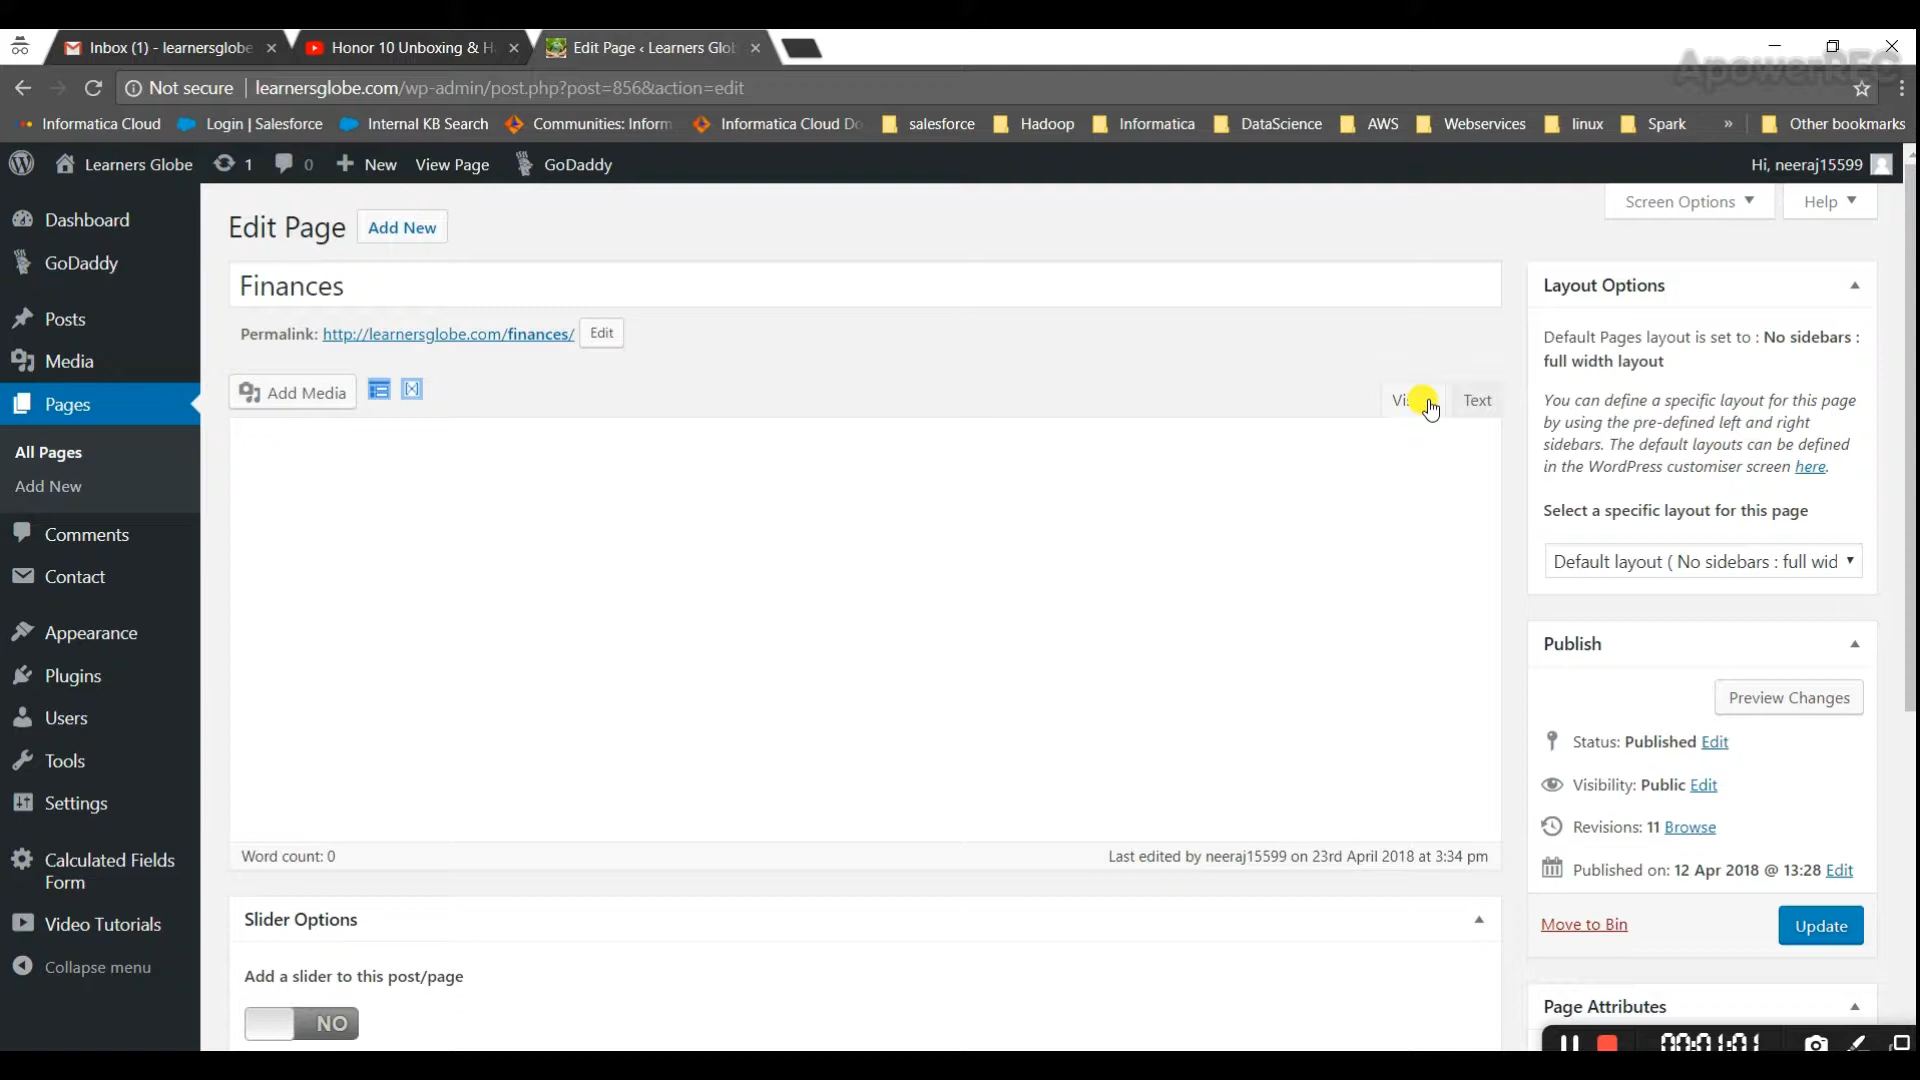 ApowerREC
Inbox (1) - learnersglobe
Honor 10 Unboxing & H
Edit Page ‹ Learners Glob
Not secure
learnersglobe.com/wp-admin/post.php?post=856&action=edit
Informatica Cloud
Login | Salesforce
Internal KB Search
Communities: Inform
Informatica Cloud Do
salesforce
Hadoop
Informatica
DataScience
AWS
Webservices
linux
Spark
»
Other bookmarks
Learners Globe
1
0
New
View Page
GoDaddy
Hi, neeraj15599
Dashboard
GoDaddy
Posts
Media
Pages
All Pages
Add New
Comments
Contact
Appearance
Plugins
Users
Tools
Settings
Calculated Fields
Form
Video Tutorials
Collapse menu
Screen Options
Help
Edit Page
Add New
Finances
Permalink: http://learnersglobe.com/finances/
Edit
Add Media
Text
Word count: 0
Last edited by neeraj15599 on 23rd April 2018 at 3:34 pm
Slider Options
Add a slider to this post/page
NO
Layout Options
Default Pages layout is set to : No sidebars :
full width layout
You can define a specific layout for this page
by using the pre-defined left and right
sidebars. The default layouts can be defined
in the WordPress customiser screen here.
Select a specific layout for this page
Default layout ( No sidebars : full wid
Publish
Preview Changes
Status: Published Edit
Visibility: Public Edit
Revisions: 11 Browse
Published on: 12 Apr 2018 @ 13:28 Edit
Move to Bin
Update
Page Attributes
00:01:01